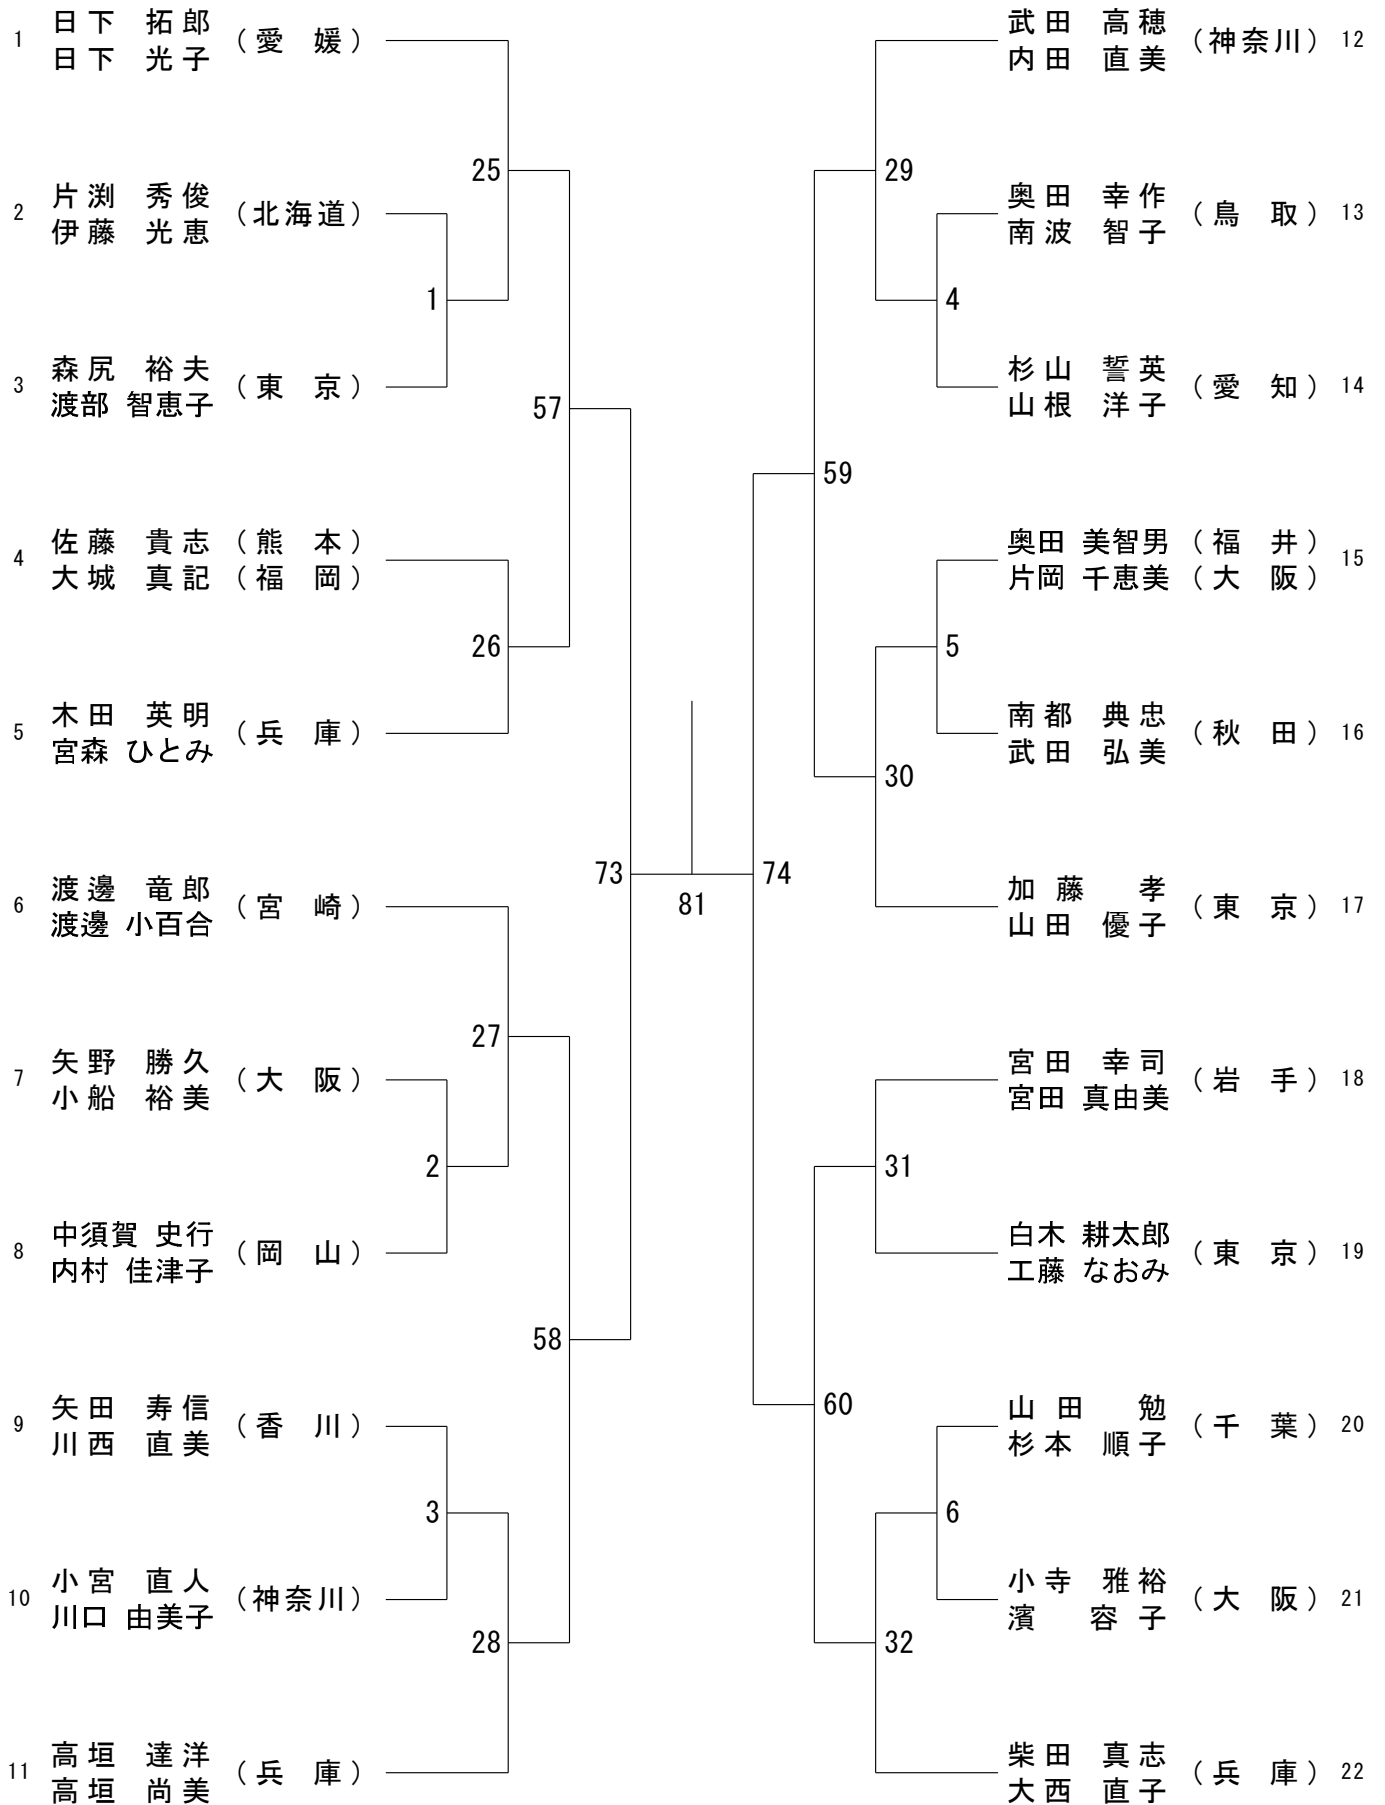 1 日下 拓郎 (愛 媛)
日下 光子
25
2 片渕 秀俊 (北海道)
伊藤 光恵
1
3 森尻 裕夫 (東 京)
渡部 智恵子
57
4 佐藤 貴志 (熊 本)
大城 真記 (福 岡)
26
5 木田 英明 (兵 庫)
宮森 ひとみ
73
6 渡邊 竜郎 (宮 崎)
渡邊 小百合
27
7 矢野 勝久 (大 阪)
小船 裕美
2
8 中須賀 史行 (岡 山)
内村 佳津子
58
9 矢田 寿信 (香 川)
川西 直美
3
10 小宮 直人 (神奈川)
川口 由美子
28
11 高垣 達洋 (兵 庫)
高垣 尚美
81
武田 高穂 (神奈川) 12
内田 直美
29
奥田 幸作 (鳥 取) 13
南波 智子
4
杉山 誓英 (愛 知) 14
山根 洋子
59
奥田 美智男 (福 井) 15
片岡 千恵美 (大 阪)
5
南都 典忠 (秋 田) 16
武田 弘美
30
74
加藤 孝 (東 京) 17
山田 優子
宮田 幸司 (岩 手) 18
宮田 真由美
31
白木 耕太郎 (東 京) 19
工藤 なおみ
60
山田 勉 (千 葉) 20
杉本 順子
6
小寺 雅裕 (大 阪) 21
濱 容子
32
柴田 真志 (兵 庫) 22
大西 直子